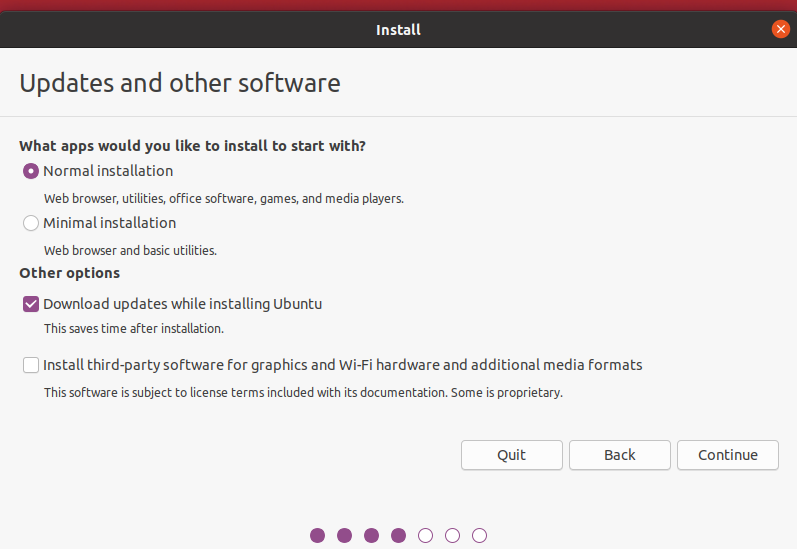 Install
Updates and other software
What apps would you like to install to start with?
Normal installation
Web browser, utilities, office software, games, and media players.
Minimal installation
Web browser and basic utilities.
Other options
Download updates while installing Ubuntu
This saves time after installation.
Install third-party software for graphics and Wi-Fi hardware and additional media formats
This software is subject to license terms included with its documentation. Some is proprietary.
Quit Back Continue